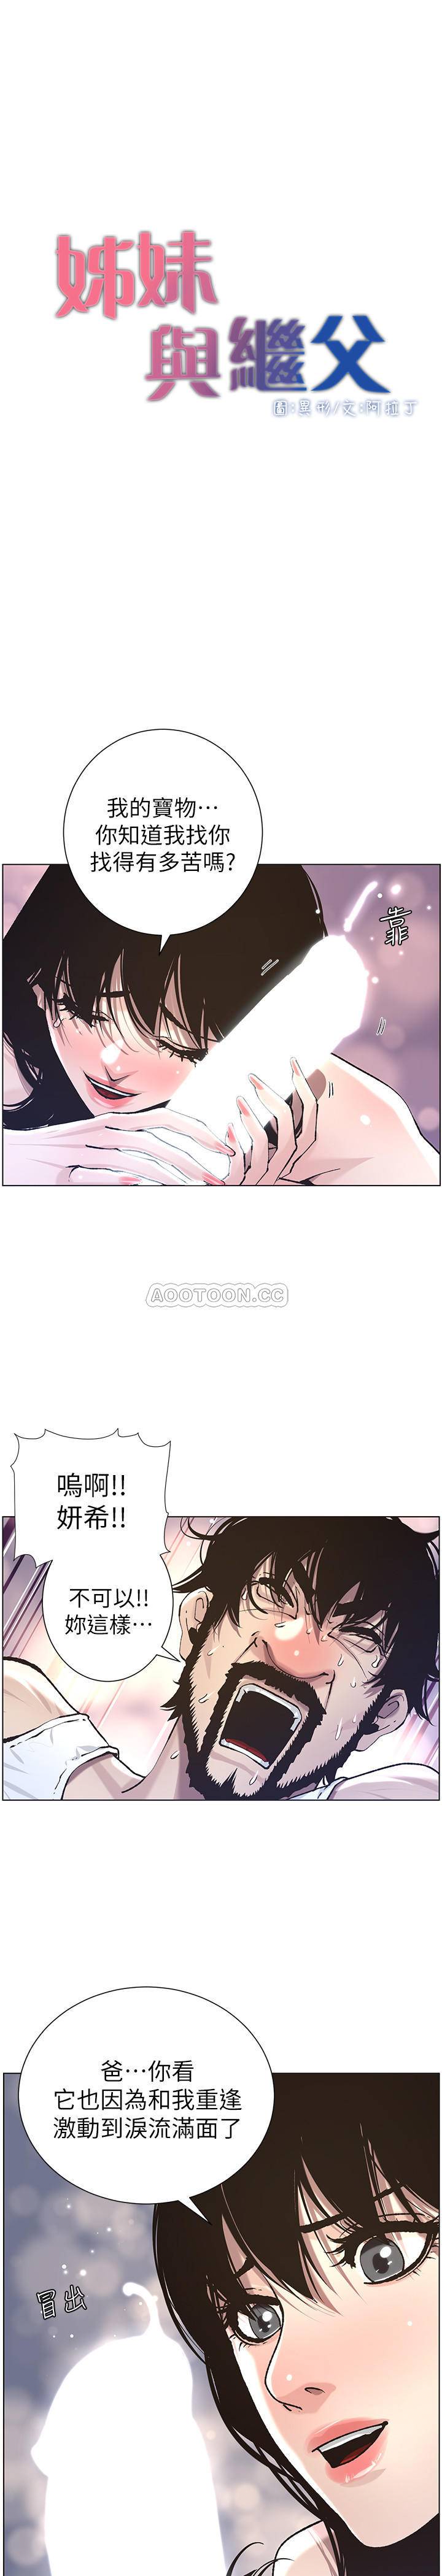 姊妹
與繼父
圖:異形/文:阿拉丁
我的寶物…
你知道我找你
找得有多苦嗎?
靠
AOOTOON.CC
嗚啊!!
妍希!!
不可以!!
妳這樣…
爸…你看
它也因為和我重逢
激動到淚流滿面了
冒出